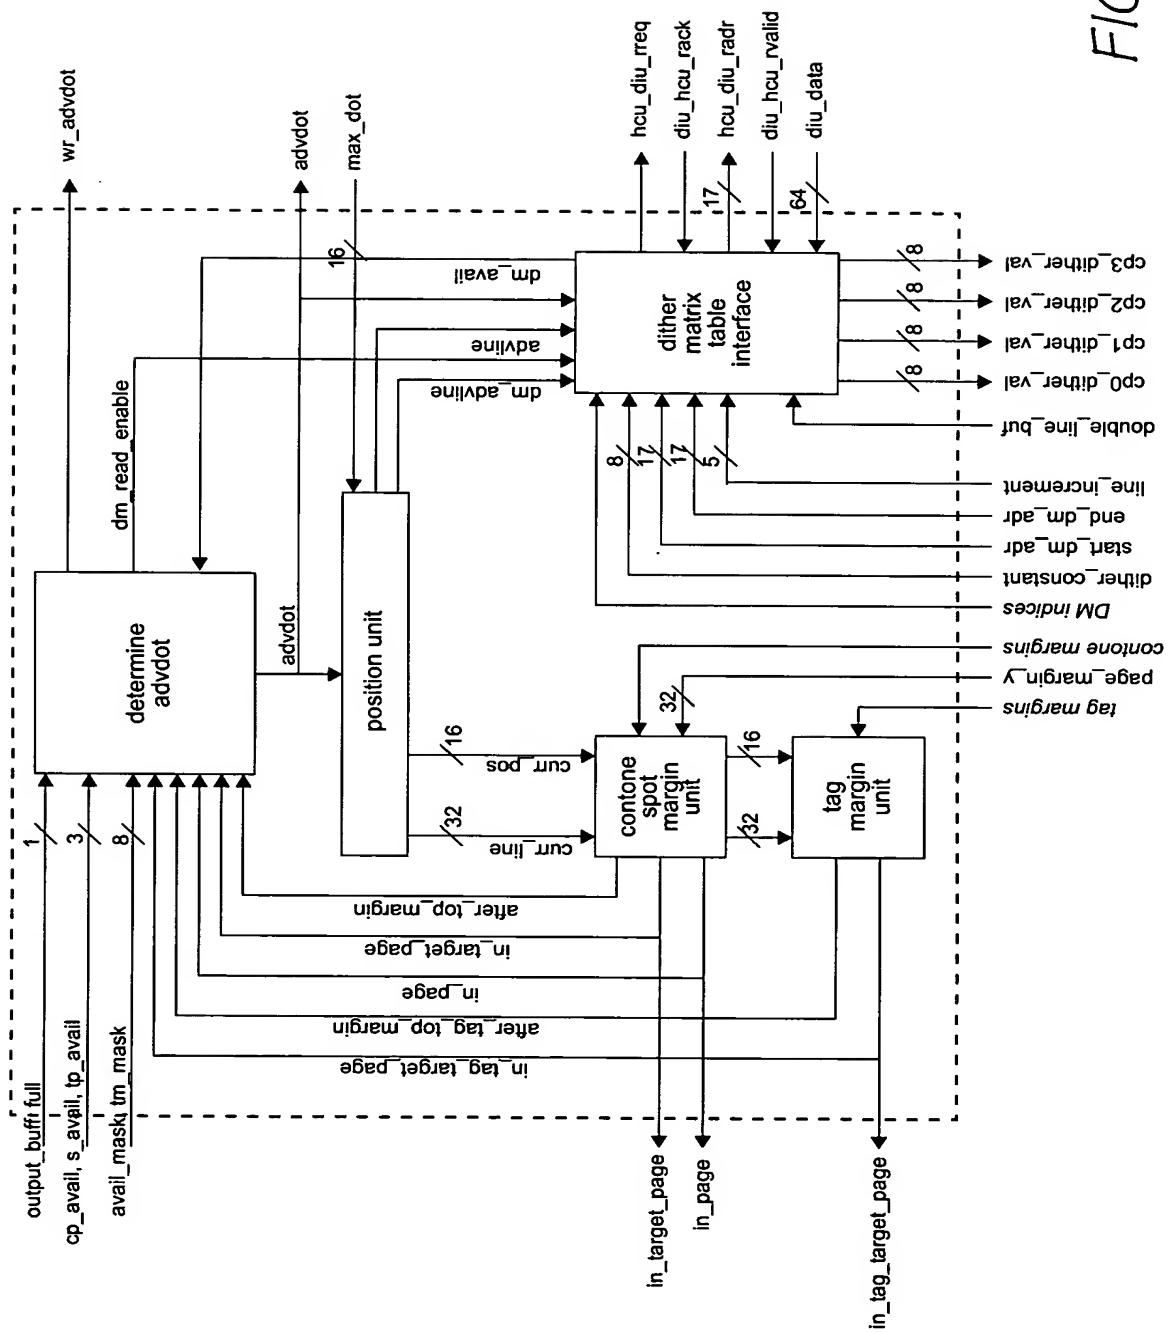 FIG
wr_advdot
advdot
max_dot
hcu_diu_rreq
diu_hcu_rack
hcu_diu_radr
diu_hcu_rvalid
diu_data
16
17
64
dm_avail
advline
dm_advline
dm_read_enable
determine
advdot
advdot
position unit
dither
matrix
table
interface
8
8
8
8
cp3_dither_val
cp2_dither_val
cp1_dither_val
cp0_dither_val
double_line_buf
line_increment
end_dm_adr
start_dm_adr
dither_constant
DM indices
contone margins
page_margin_y
tag margins
8
17
17
5
32
16
curr_pos
32
curr_line
contone
spot
margin
unit
16
32
tag
margin
unit
1
3
8
output_buff full
cp_avail, s_avail, tp_avail
avail_mask, tm_mask
after_top_margin
in_target_page
in_page
after_tag_top_margin
in_tag_target_page
in_target_page
in_page
in_tag_target_page